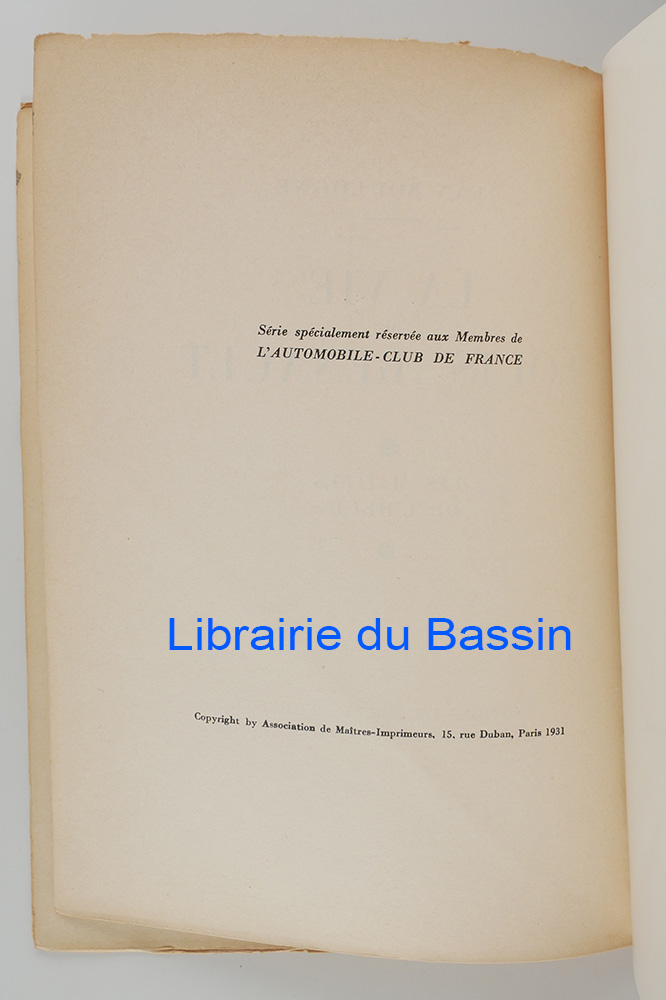 Série spécialement réservée aux Membres de
L'AUTOMOBILE-CLUB DE FRANCE
Librairie du Bassin
Copyright by Association de Maîtres-Imprimeurs, 15, rue Duban, Paris 1931